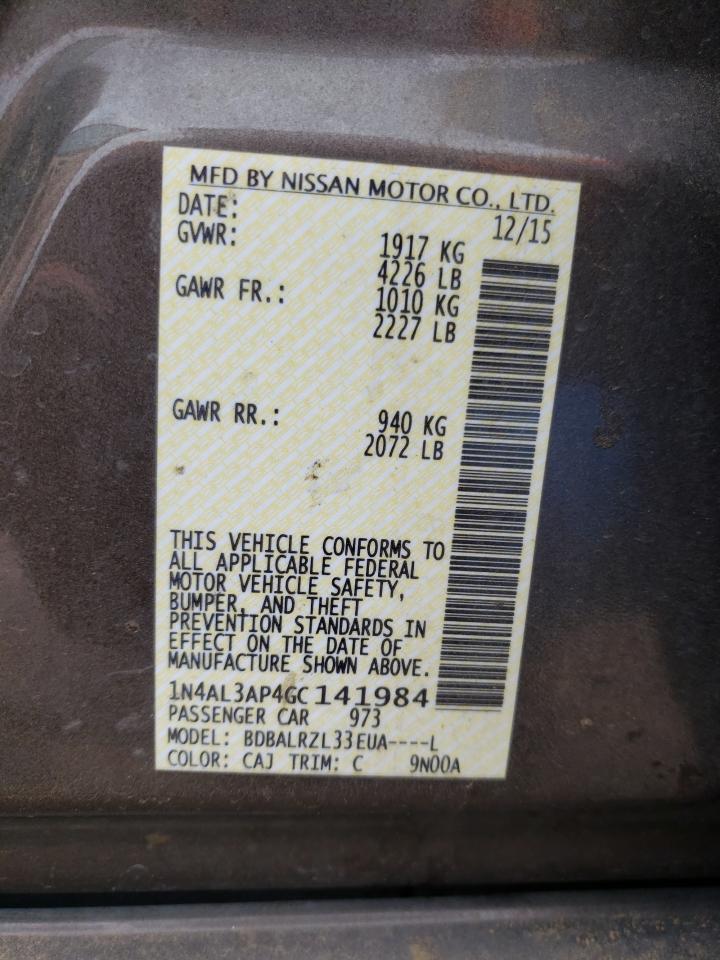 MFD BY NISSAN MOTOR CO., LTD.
DATE: 12/15
GVWR: 1917 KG
4226 LB
GAWR FR.: 1010 KG
2227 LB
GAWR RR.: 940 KG
2072 LB
THIS VEHICLE CONFORMS TO
ALL APPLICABLE FEDERAL
MOTOR VEHICLE SAFETY,
BUMPER, AND THEFT
PREVENTION STANDARDS IN
EFFECT ON THE DATE OF
MANUFACTURE SHOWN ABOVE.
1N4AL3AP4GC141984
PASSENGER CAR 973
MODEL: BDBALRZL33EUA----L
COLOR: CAJ TRIM: C 9N00A